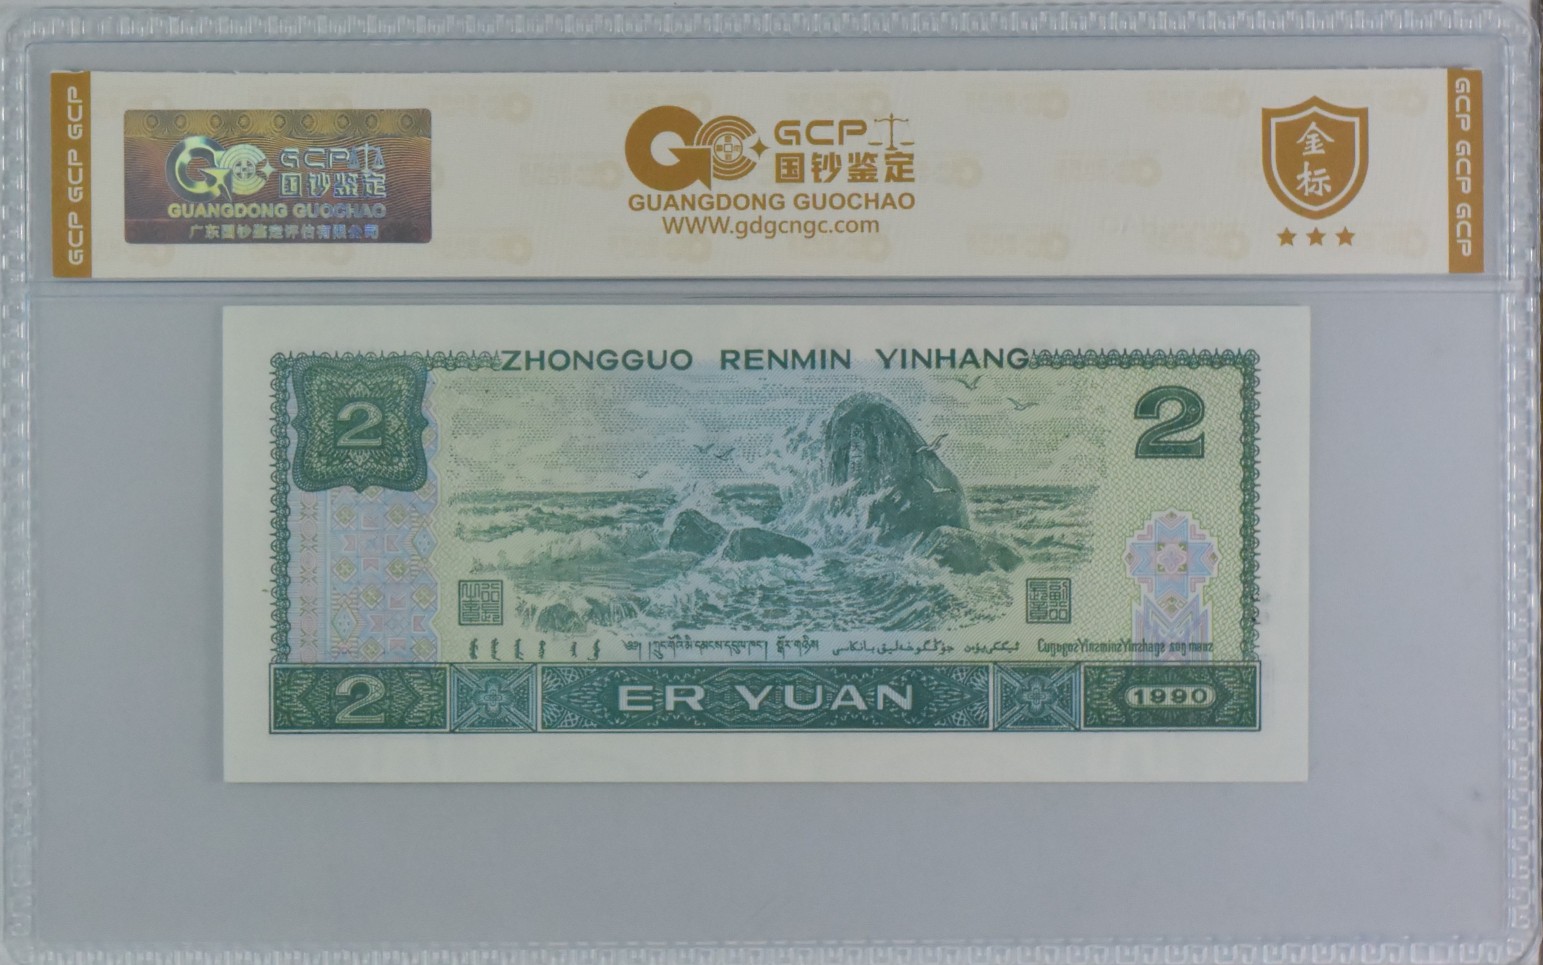 GCP GCP GCP
GCP
国钞鉴定
GUANGDONG GUOCHAO
广东国钞鉴定评估有限公司
GCP
国钞鉴定
GUANGDONG GUOCHAO
WWW.gdgcngc.com
金
标
GCP GCP GCP
ZHONGGUO RENMIN YINHANG
2
2
2
ER YUAN
1990